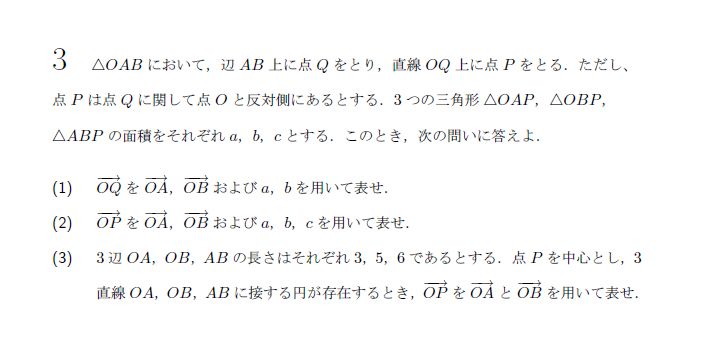 3 △OABにおいて，辺 AB 上に点 Q をとり，直線 OQ 上に点 P をとる．ただし、
点 P は点 Q に関して点 O と反対側にあるとする．3 つの三角形 △OAP，△OBP，
△ABP の面積をそれぞれ a，b，c とする．このとき，次の問いに答えよ．
(1) $\overrightarrow{OQ}$ を $\overrightarrow{OA}$，$\overrightarrow{OB}$ および a，b を用いて表せ．
(2) $\overrightarrow{OP}$ を $\overrightarrow{OA}$，$\overrightarrow{OB}$ および a，b，c を用いて表せ．
(3) 3 辺 OA，OB，AB の長さはそれぞれ 3，5，6 であるとする．点 P を中心とし，3
直線 OA，OB，AB に接する円が存在するとき，$\overrightarrow{OP}$ を $\overrightarrow{OA}$ と $\overrightarrow{OB}$ を用いて表せ．